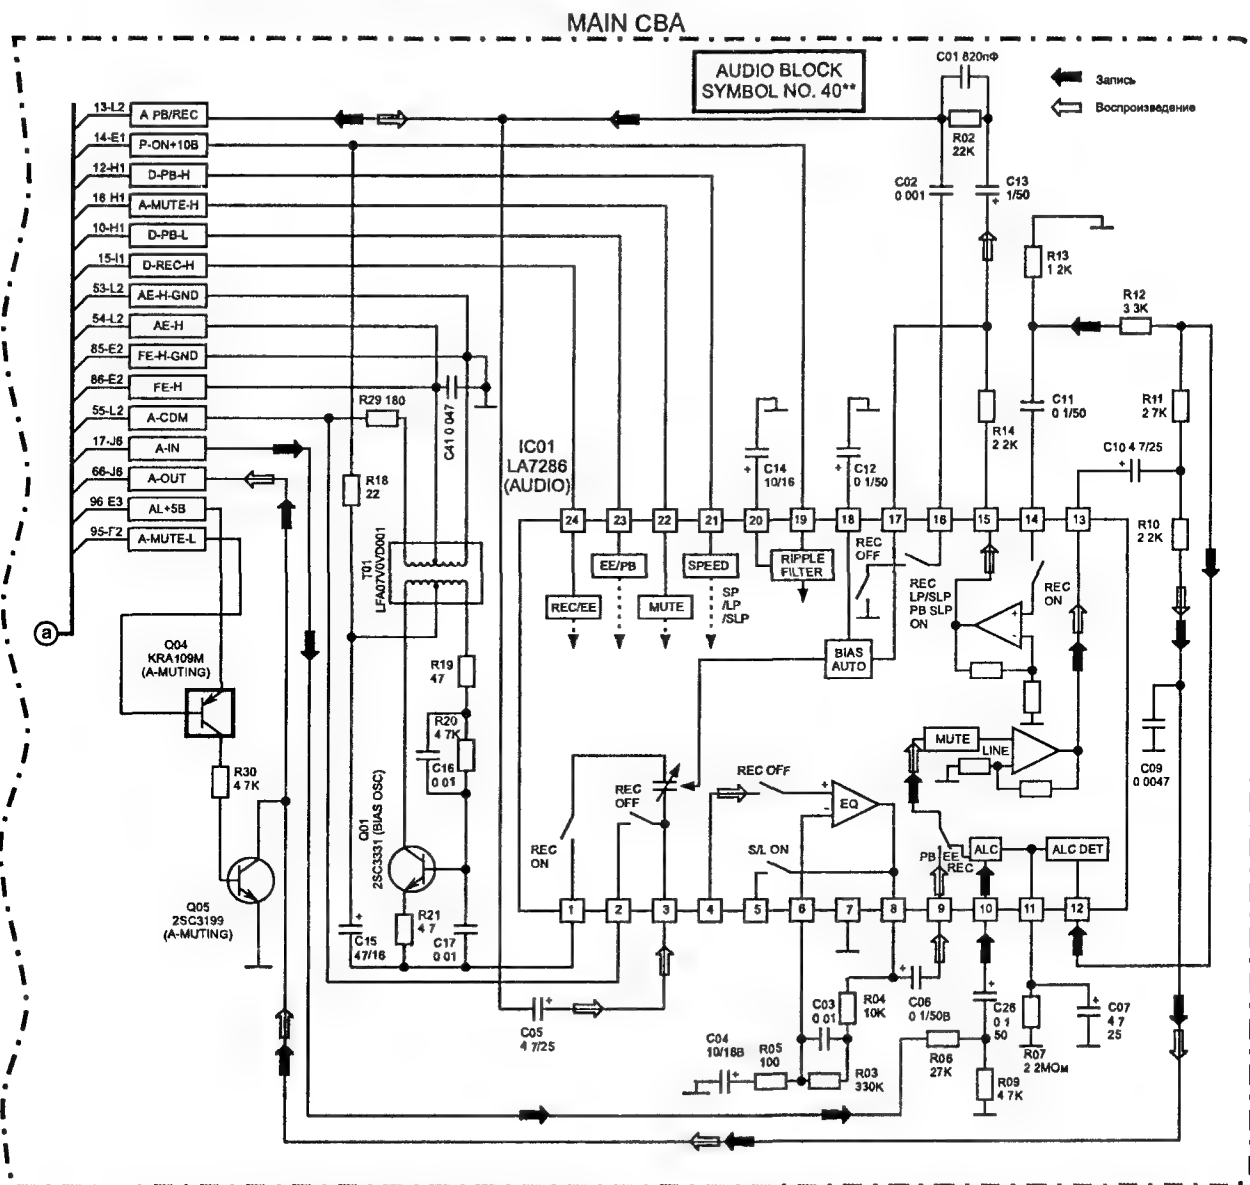 MAIN CBA
AUDIO BLOCK
SYMBOL NO. 40**
Запись
Воспроизведение
13-L2 A PB/REC
14-E1 P-ON+10B
12-H1 D-PB-H
16 H1 A-MUTE-H
10-H1 D-PB-L
15-I1 D-REC-H
53-L2 AE-H-GND
54-L2 AE-H
85-E2 FE-H-GND
86-E2 FE-H
55-L2 A-CDM
17-J6 A-IN
66-J6 A-OUT
96 E3 AL+5B
95-F2 A-MUTE-L
a
C01 820пФ
R02
22K
C02
0 001
C13
1/50
R13
1 2K
R12
3 3K
R11
2 7K
C11
0 1/50
R14
2 2K
C10 4 7/25
R10
2 2K
C09
0 0047
R29 180
C41 0 047
R18
22
T01
LFA07V0VD001
IC01
LA7286
(AUDIO)
C14
10/16
C12
0 1/50
24 23 22 21 20 19 18 17 16 15 14 13
REC/EE
EE/PB
MUTE
SPEED
SP
/LP
/SLP
RIPPLE
FILTER
REC
OFF
REC
LP/SLP
PB SLP
ON
REC
ON
BIAS
AUTO
+
-
MUTE
LINE
Q04
KRA109M
(A-MUTING)
R30
4 7K
Q05
2SC3199
(A-MUTING)
R19
47
R20
4 7K
C16
0 01
Q01
2SC3331 (BIAS OSC)
R21
4 7
C15
47/16
C17
0 01
REC
ON
REC
OFF
REC OFF
S/L ON
+
-
EQ
PB EE
REC
ALC
ALC DET
1 2 3 4 5 6 7 8 9 10 11 12
C05
4 7/25
C04
10/16B
R05
100
C03
0 01
R04
10K
R03
330K
C06
0 1/50B
R06
27K
C26
0 1
50
R09
4 7K
R07
2 2MОм
C07
4 7
25